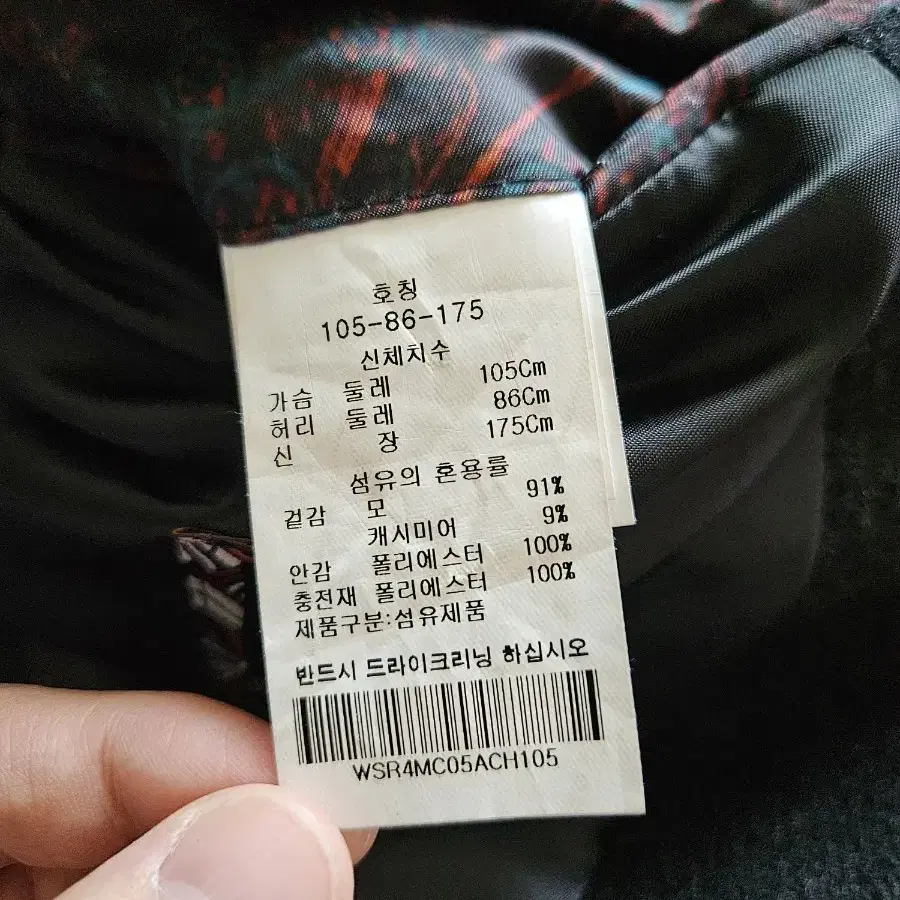 호칭
105-86-175
신체치수
가슴 둘레 105Cm
허리 둘레 86Cm
신 장 175Cm
섬유의 혼용률
겉감 모 91%
캐시미어 9%
안감 폴리에스터 100%
충전재 폴리에스터 100%
제품구분:섬유제품
반드시 드라이크리닝 하십시오
WSR4MC05ACH105